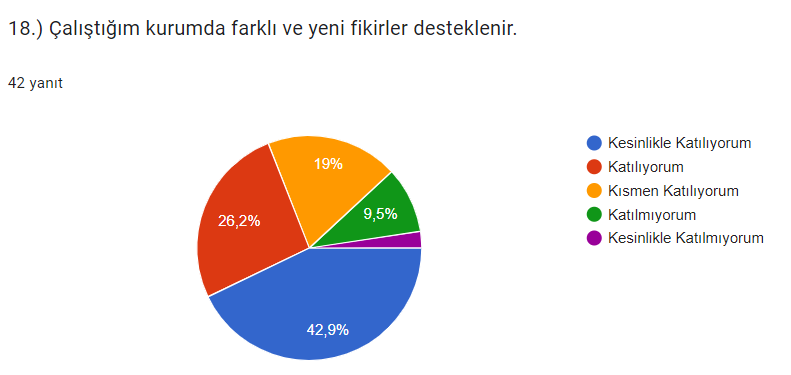 18.) Çalıştığım kurumda farklı ve yeni fikirler desteklenir.
42 yanıt
Kesinlikle Katılıyorum
Katılıyorum
Kısmen Katılıyorum
Katılmıyorum
Kesinlikle Katılmıyorum
19%
9,5%
26,2%
42,9%